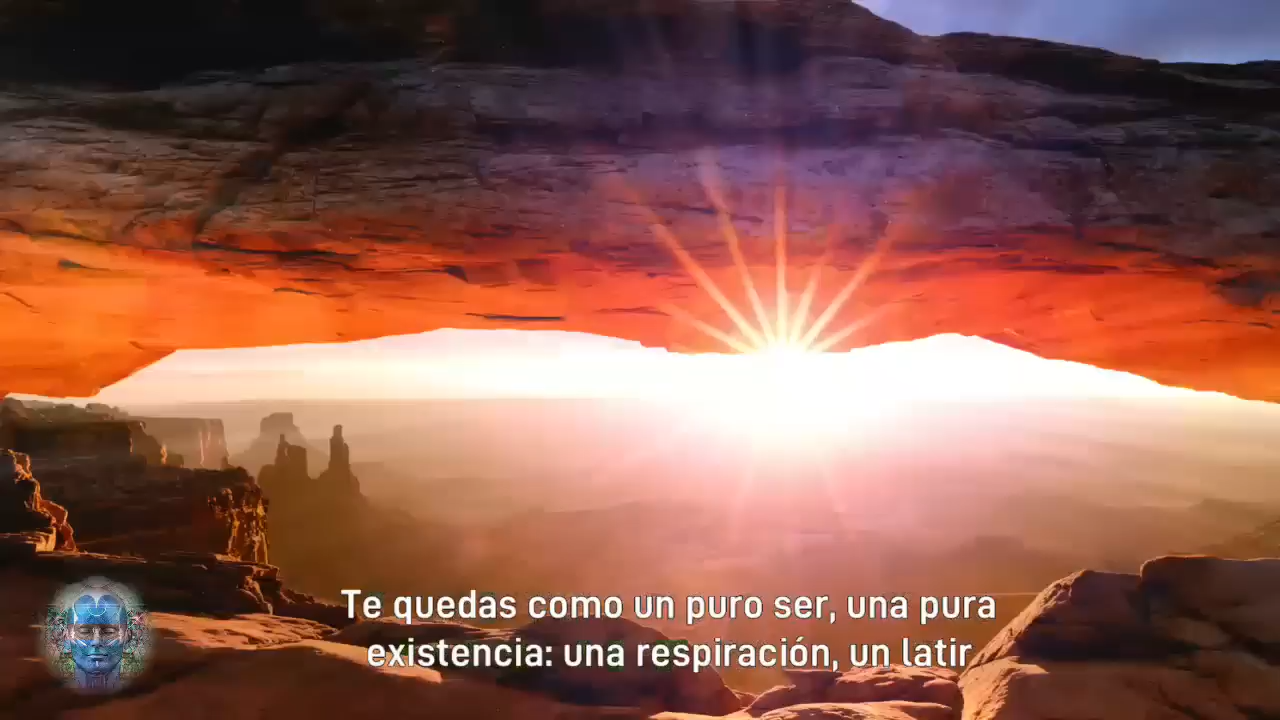 Te quedas como un puro ser, una pura
existencia: una respiración, un latir